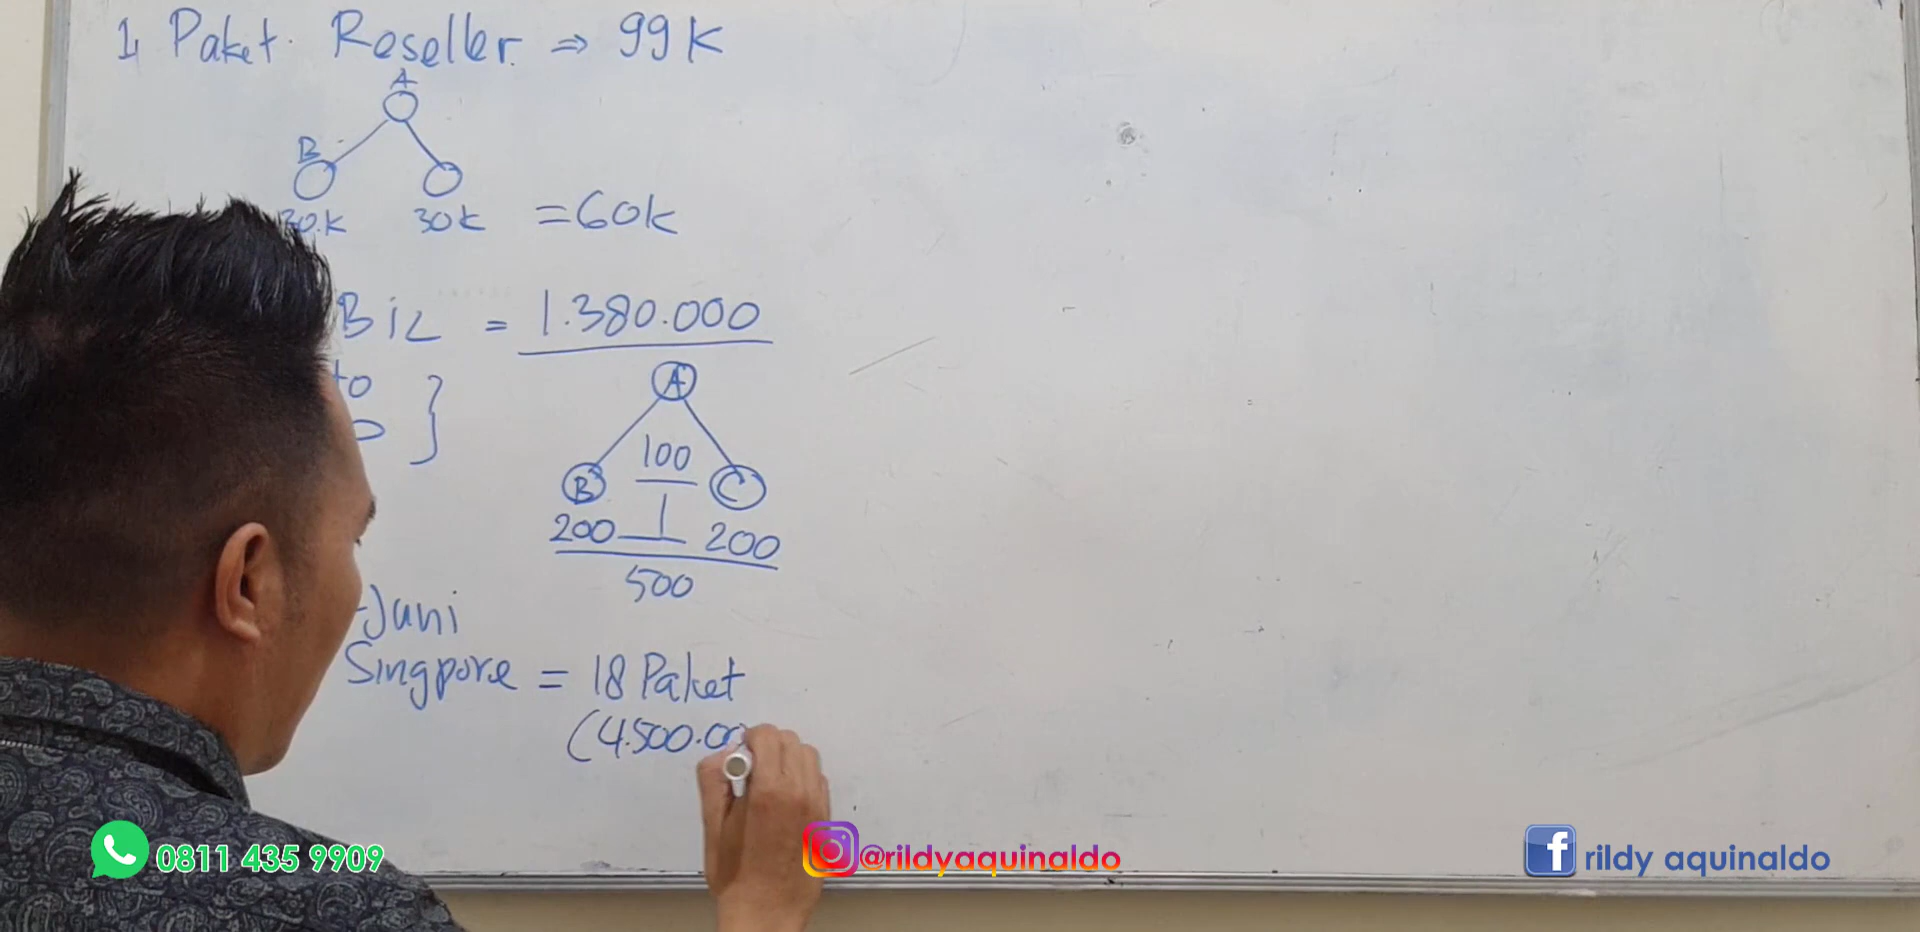 1, Paket. Reseller. => 99K
A
B
30.K 30K = 60K
Biz = 1.380.000
A
100
B C
200 200
500
Juni
Singpore = 18 Paket
(4.500.00
0811 435 9909
@rildyaquinaldo
rildy aquinaldo